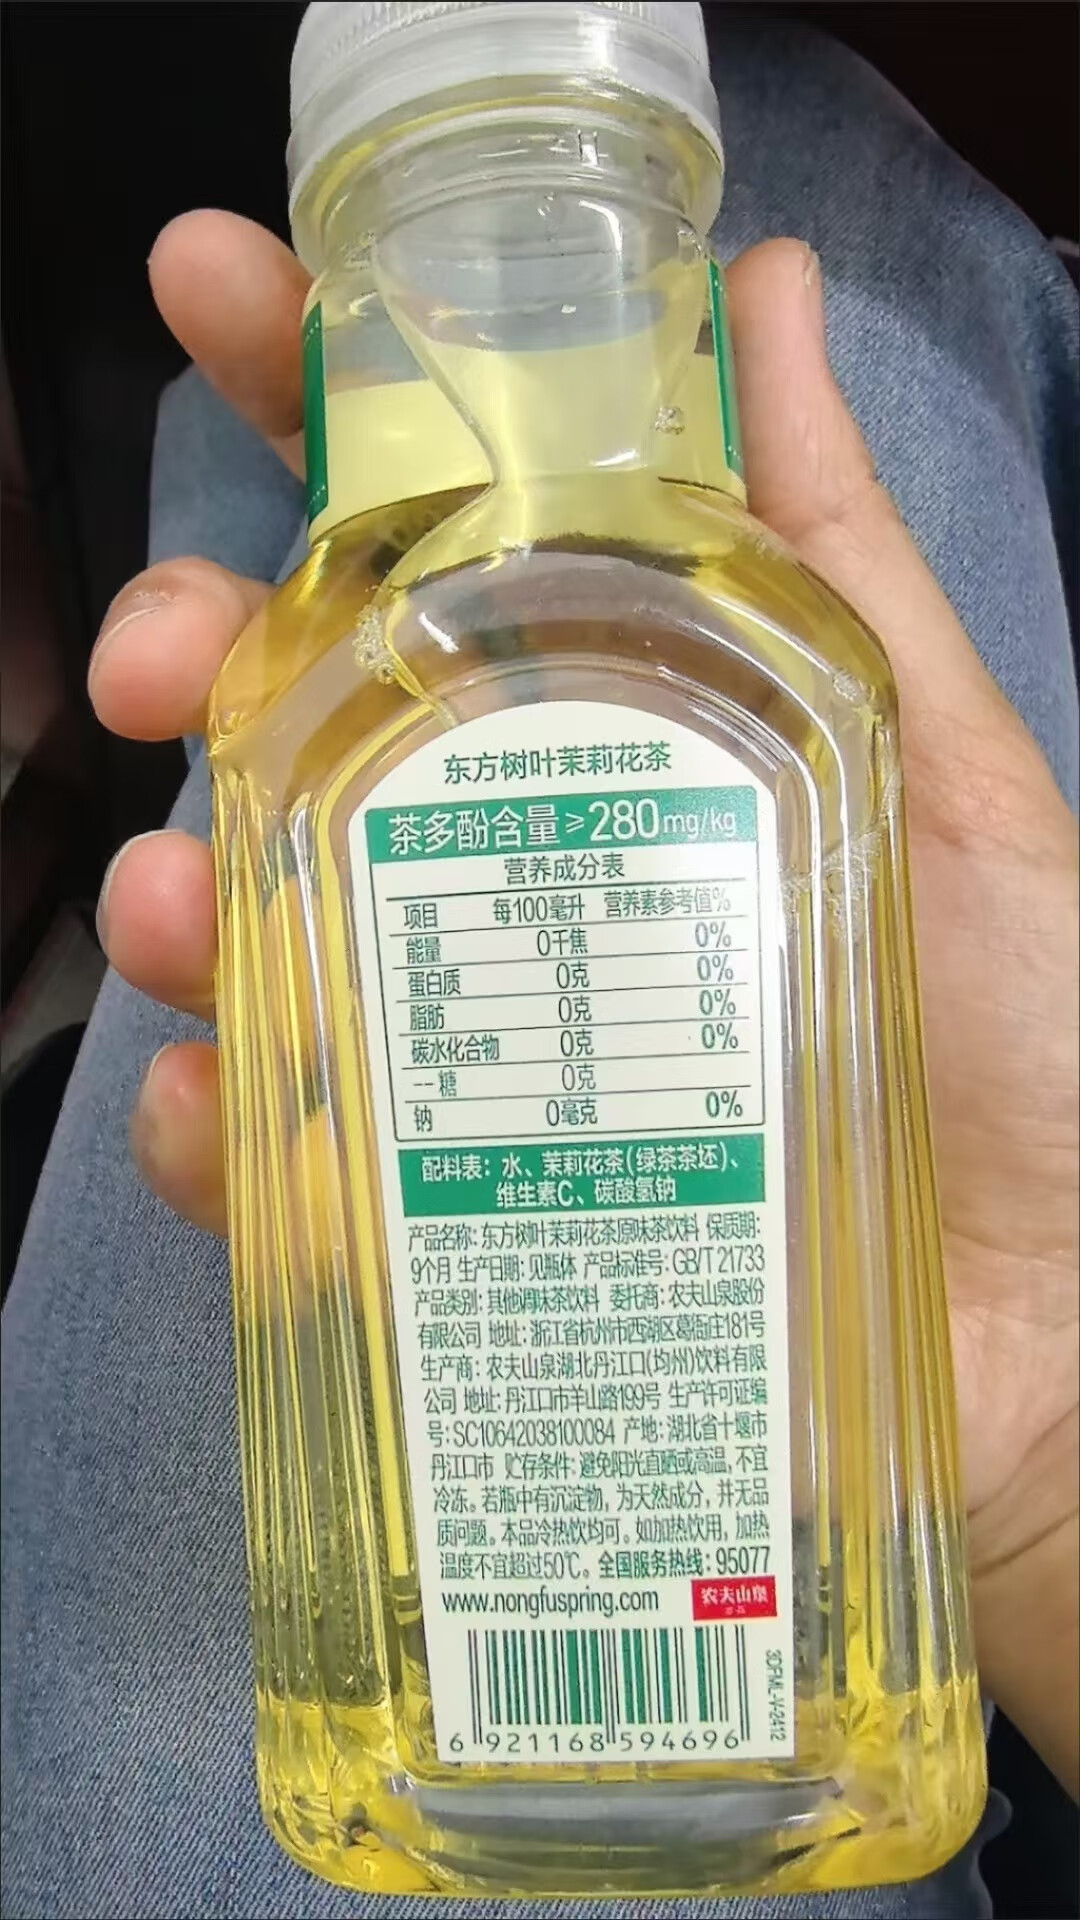 东方树叶茉莉花茶
茶多酚含量≥280mg/kg
营养成分表
项目 每100毫升 营养素参考值%
能量 0千焦 0%
蛋白质 0克 0%
脂肪 0克 0%
碳水化合物 0克 0%
--糖 0克
钠 0毫克 0%
配料表：水、茉莉花茶(绿茶茶坯)、
维生素C、碳酸氢钠
产品名称：东方树叶茉莉花茶原味茶饮料 保质期：
9个月 生产日期：见瓶体 产品标准号：GB/T 21733
产品类别：其他调味茶饮料 委托商：农夫山泉股份
有限公司 地址：浙江省杭州市西湖区葛衙庄181号
生产商：农夫山泉湖北丹江口(均州)饮料有限
公司 地址：丹江口市羊山路199号 生产许可证编
号：SC10642038100084 产地：湖北省十堰市
丹江口市 贮存条件：避免阳光直晒或高温，不宜
冷冻。若瓶中有沉淀物，为天然成分，并无品
质问题。本品冷热饮均可。如加热饮用，加热
温度不宜超过50℃。全国服务热线：95077
www.nongfuspring.com 农夫山泉
6 921168 594696
3DFML-V-2412